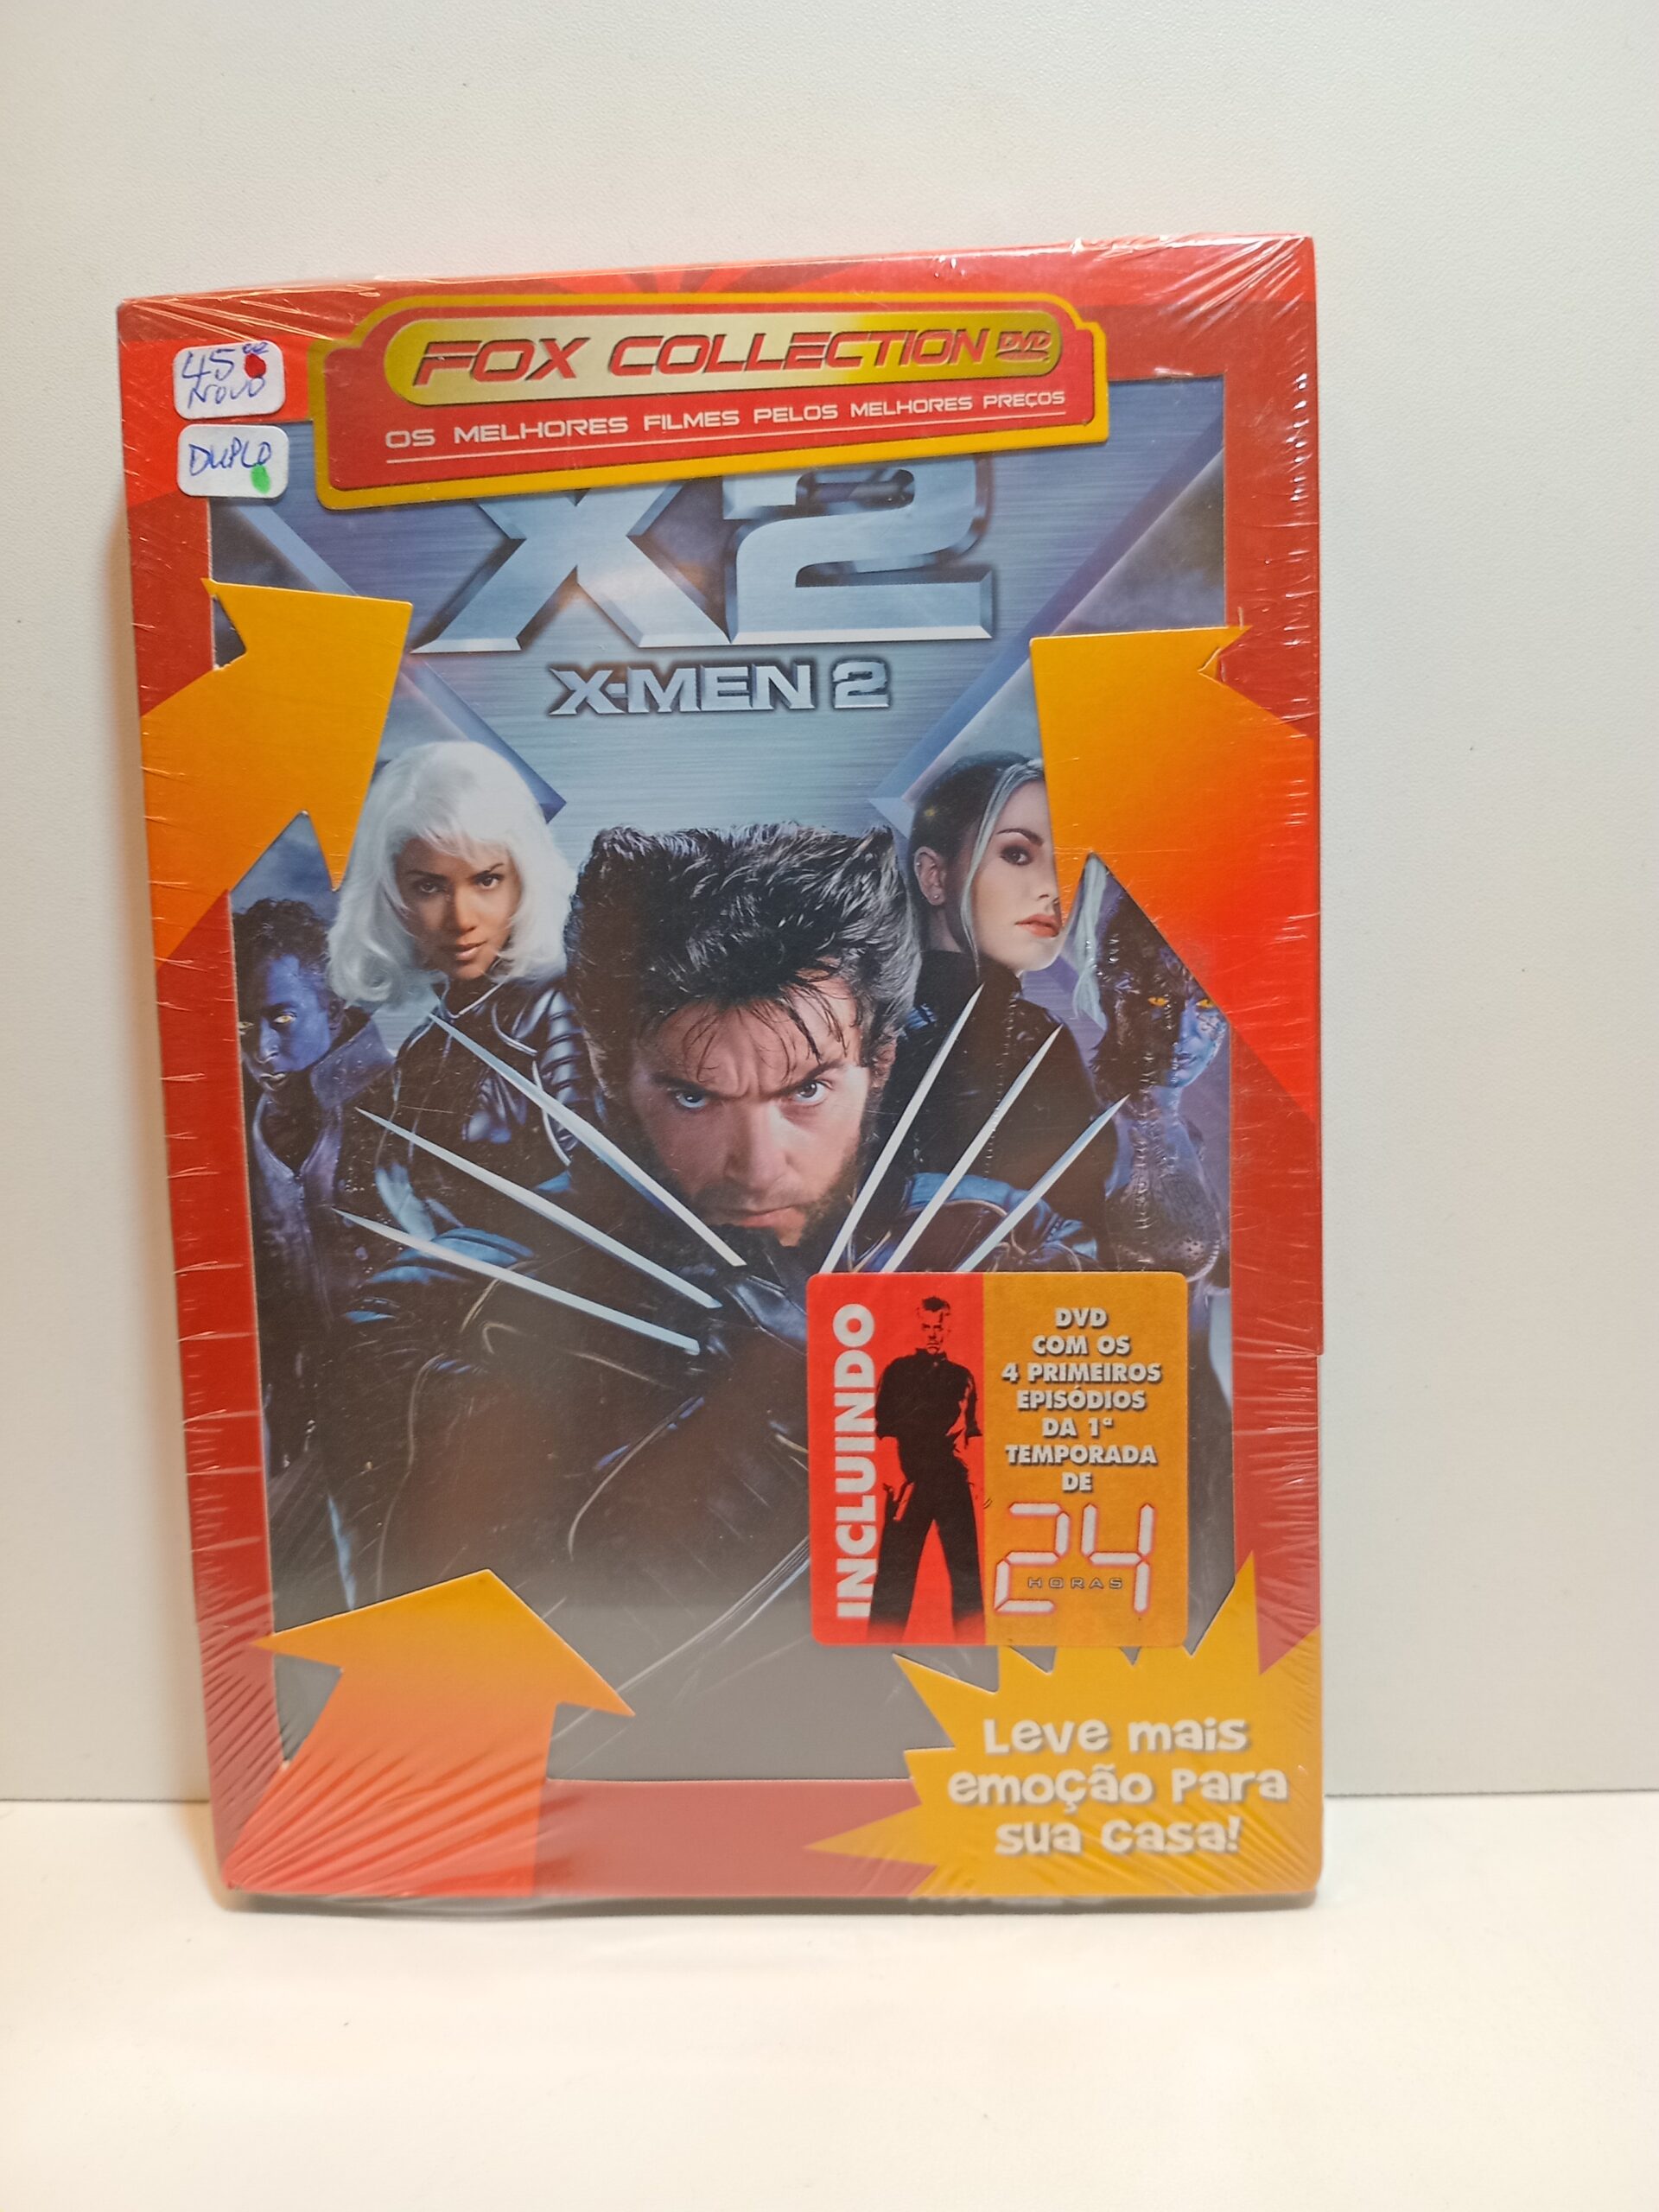 45,00
NOVO
DUPLO
FOX COLLECTION DVD
OS MELHORES FILMES PELOS MELHORES PREÇOS
X2
X-MEN 2
INCLUINDO
DVD
COM OS
4 PRIMEIROS
EPISÓDIOS
DA 1ª
TEMPORADA
DE
24
HORAS
Leve mais
emoção para
sua casa!